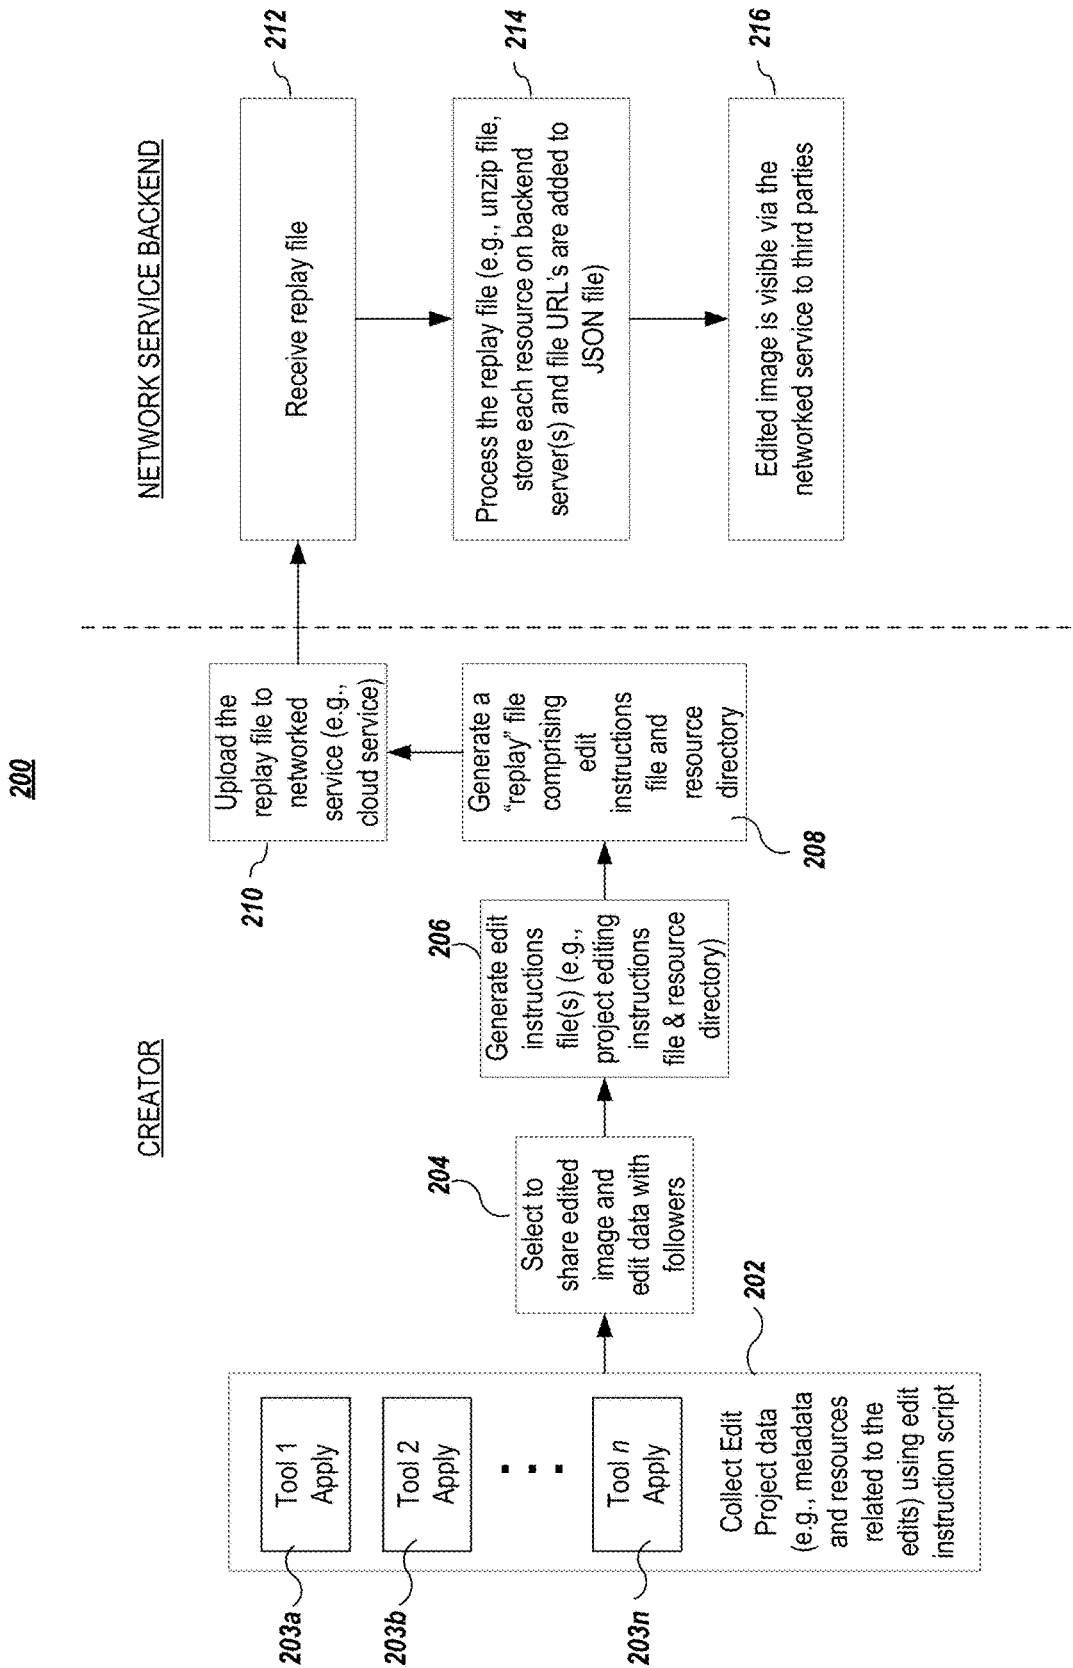 200
CREATOR
NETWORK SERVICE BACKEND
203a
Tool 1
Apply
203b
Tool 2
Apply
203n
Tool n
Apply
Collect Edit
Project data
(e.g., metadata
and resources
related to the
edits) using edit
instruction script
202
Select to
share edited
image and
edit data with
followers
204
Generate edit
instructions
file(s) (e.g.,
project editing
instructions
file & resource
directory)
206
Generate a
“replay” file
comprising
edit
instructions
file and
resource
directory
208
Upload the
replay file to
networked
service (e.g.,
cloud service)
210
Receive replay file
212
Process the replay file (e.g., unzip file,
store each resource on backend
server(s) and file URL's are added to
JSON file)
214
Edited image is visible via the
networked service to third parties
216